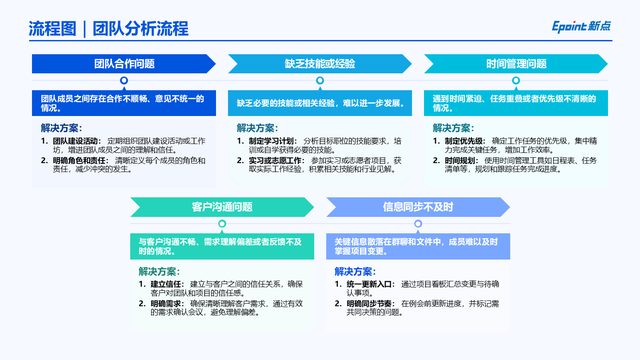 流程图｜团队分析流程
Epoint新点
团队合作问题
团队成员之间存在合作不顺畅、意见不统一的
情况。
解决方案：
1. 团队建设活动： 定期组织团队建设活动或工作
坊，增进团队成员之间的理解和信任。
2. 明确角色和责任： 清晰定义每个成员的角色和
责任，减少冲突的发生。
缺乏技能或经验
缺乏必要的技能或相关经验，难以进一步发展。
解决方案：
1. 制定学习计划： 分析目标职位的技能要求，培
训或自学获得必要的技能。
2. 实习或志愿工作： 参加实习或志愿者项目，获
取实际工作经验，积累相关技能和行业见解。
时间管理问题
遇到时间紧迫、任务重叠或者优先级不清晰的
情况。
解决方案：
1. 制定优先级： 确定工作任务的优先级，集中精
力完成关键任务，增加工作效率。
2. 时间规划： 使用时间管理工具如日程表、任务
清单等，规划和跟踪任务完成进度。
客户沟通问题
与客户沟通不畅、需求理解偏差或者反馈不及
时的情况。
解决方案：
1. 建立信任： 建立与客户之间的信任关系，确保
客户对团队和项目的信任感。
2. 明确需求： 确保清晰理解客户需求，通过有效
的需求确认会议，避免理解偏差。
信息同步不及时
关键信息散落在群聊和文件中，成员难以及时
掌握项目变更。
解决方案：
1. 统一更新入口： 通过项目看板汇总变更与待确
认事项。
2. 明确同步节奏： 在例会前更新进度，并标记需
共同决策的问题。